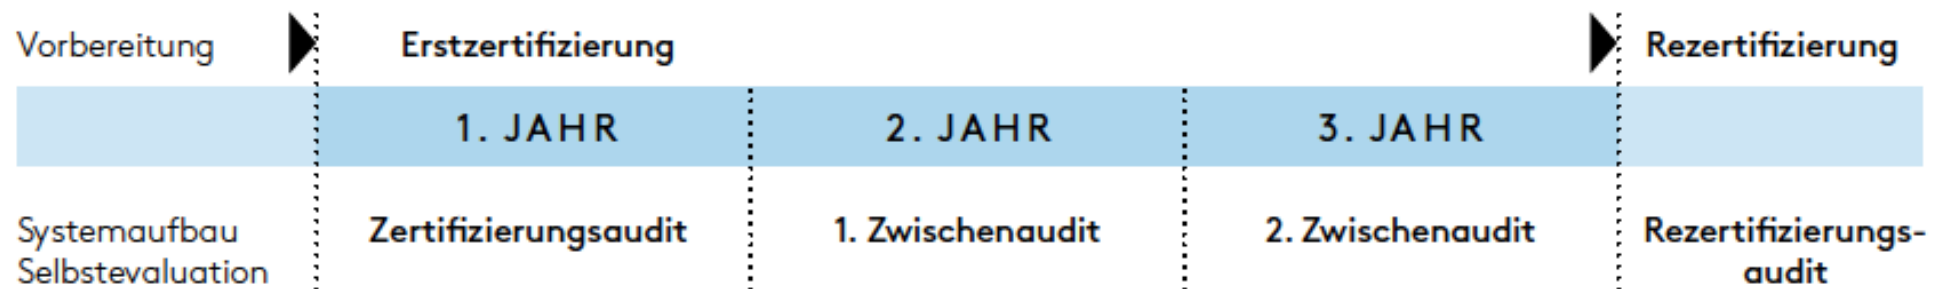 Vorbereitung Erstzertifizierung Rezertifizierung
1. JAHR 2. JAHR 3. JAHR
Systemaufbau Zertifizierungsaudit 1. Zwischenaudit 2. Zwischenaudit Rezertifizierungs-
Selbstevaluation audit